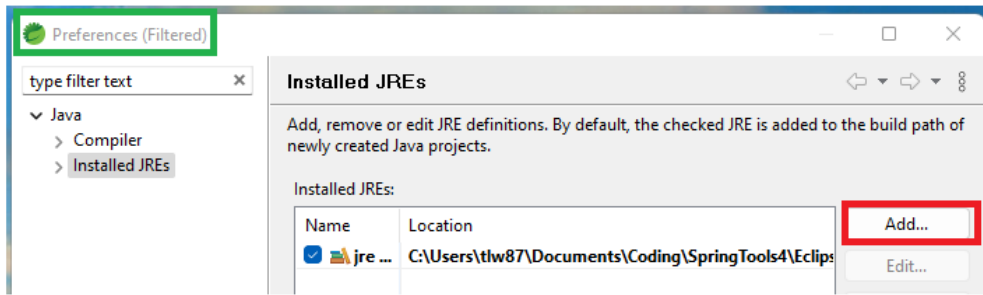 Preferences (Filtered)
type filter text
Installed JREs
Java
Compiler
Installed JREs
Add, remove or edit JRE definitions. By default, the checked JRE is added to the build path of
newly created Java projects.
Installed JREs:
Name Location
jre ... C:\Users\tlw87\Documents\Coding\SpringTools4\Eclips
Add...
Edit...